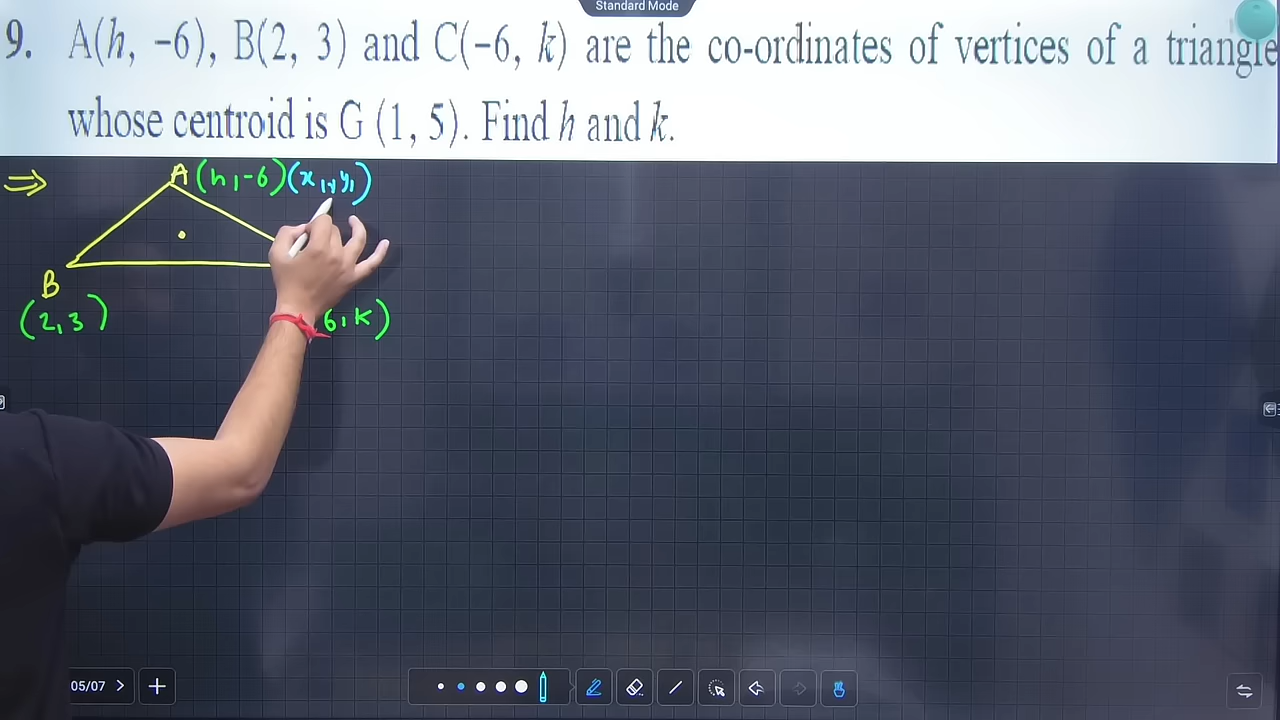 Standard Mode
9. A(h, −6), B(2, 3) and C(−6, k) are the co-ordinates of vertices of a triangle
whose centroid is G (1, 5). Find h and k.
⇒ A (h, -6) (x₁, y₁)
B
(2, 3) 6, k)
05/07